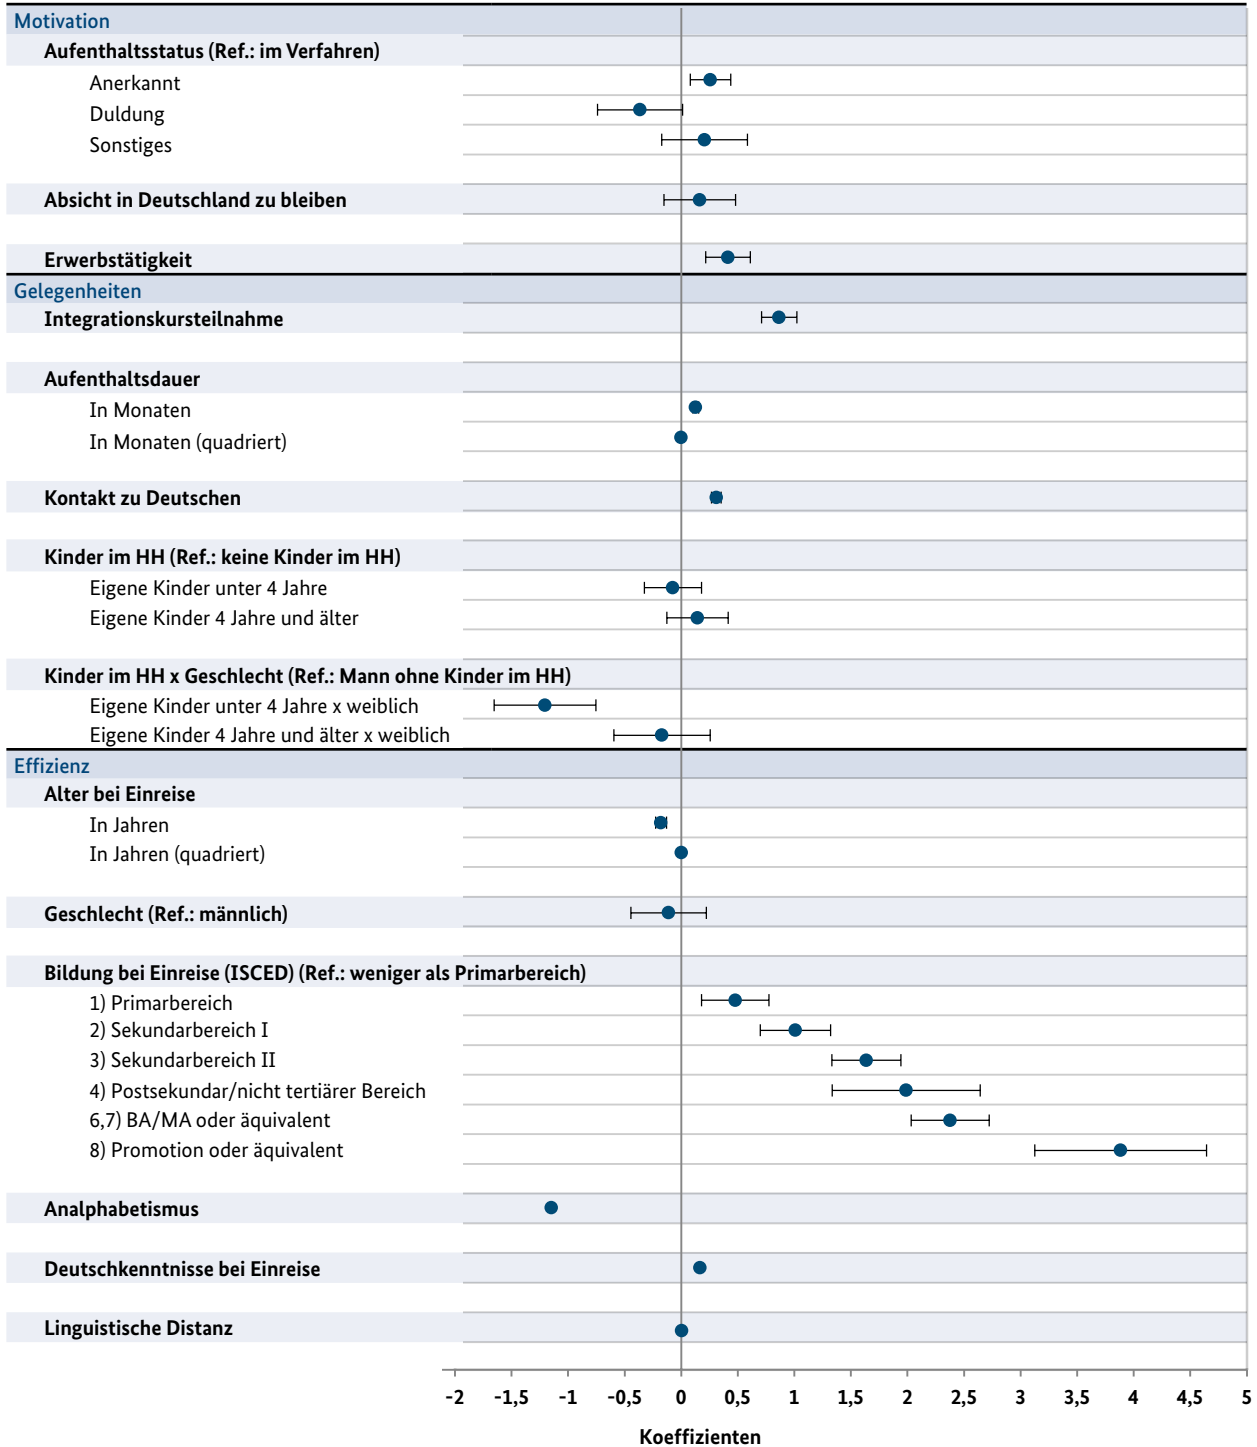 Motivation
Aufenthaltsstatus (Ref.: im Verfahren)
Anerkannt
Duldung
Sonstiges
Absicht in Deutschland zu bleiben
Erwerbstätigkeit
Gelegenheiten
Integrationskursteilnahme
Aufenthaltsdauer
In Monaten
In Monaten (quadriert)
Kontakt zu Deutschen
Kinder im HH (Ref.: keine Kinder im HH)
Eigene Kinder unter 4 Jahre
Eigene Kinder 4 Jahre und älter
Kinder im HH x Geschlecht (Ref.: Mann ohne Kinder im HH)
Eigene Kinder unter 4 Jahre x weiblich
Eigene Kinder 4 Jahre und älter x weiblich
Effizienz
Alter bei Einreise
In Jahren
In Jahren (quadriert)
Geschlecht (Ref.: männlich)
Bildung bei Einreise (ISCED) (Ref.: weniger als Primarbereich)
1) Primarbereich
2) Sekundarbereich I
3) Sekundarbereich II
4) Postsekundar/nicht tertiärer Bereich
6,7) BA/MA oder äquivalent
8) Promotion oder äquivalent
Analphabetismus
Deutschkenntnisse bei Einreise
Linguistische Distanz
-2 -1,5 -1 -0,5 0 0,5 1 1,5 2 2,5 3 3,5 4 4,5 5
Koeffizienten